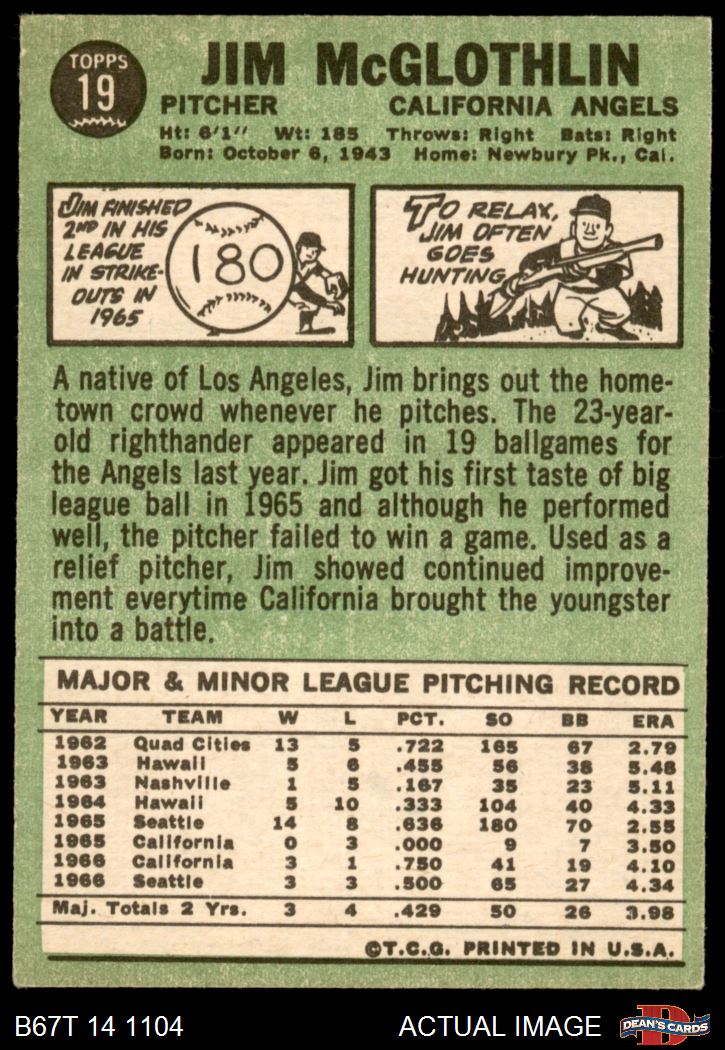 TOPPS
19
JIM McGLOTHLIN
PITCHER CALIFORNIA ANGELS
Ht: 6'1" Wt: 185 Throws: Right Bats: Right
Born: October 6, 1943 Home: Newbury Pk., Cal.
JIM FINISHED
2ND IN HIS
LEAGUE
IN STRIKE-
OUTS IN
1965
180
TO RELAX,
JIM OFTEN
GOES
HUNTING
A native of Los Angeles, Jim brings out the home-
town crowd whenever he pitches. The 23-year-
old righthander appeared in 19 ballgames for
the Angels last year. Jim got his first taste of big
league ball in 1965 and although he performed
well, the pitcher failed to win a game. Used as a
relief pitcher, Jim showed continued improve-
ment everytime California brought the youngster
into a battle.
MAJOR & MINOR LEAGUE PITCHING RECORD
YEAR TEAM W L PCT. SO BB ERA
1962 Quad Cities 13 5 .722 165 67 2.79
1963 Hawaii 5 6 .455 56 38 5.48
1963 Nashville 1 5 .167 35 23 5.11
1964 Hawaii 5 10 .333 104 40 4.33
1965 Seattle 14 8 .636 180 70 2.55
1965 California 0 3 .000 9 7 3.50
1966 California 3 1 .750 41 19 4.10
1966 Seattle 3 3 .500 65 27 4.34
Maj. Totals 2 Yrs. 3 4 .429 50 26 3.98
©T.C.G. PRINTED IN U.S.A.
B67T 14 1104 ACTUAL IMAGE
D
DEAN'S CARDS